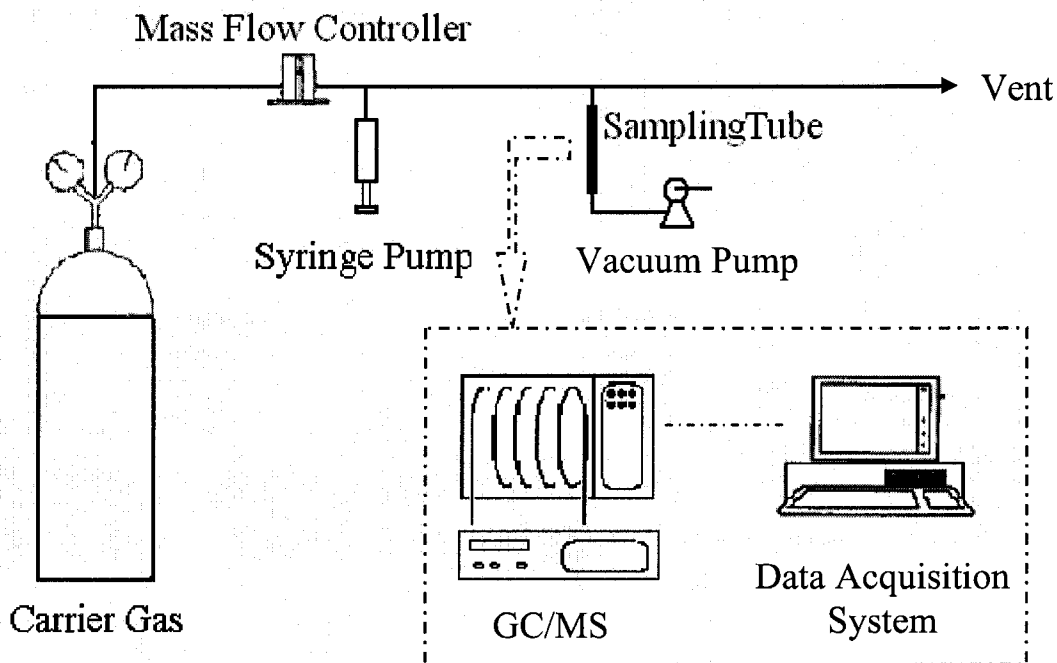 Mass Flow Controller
Vent
SamplingTube
Syringe Pump
Vacuum Pump
Carrier Gas
GC/MS
Data Acquisition
System